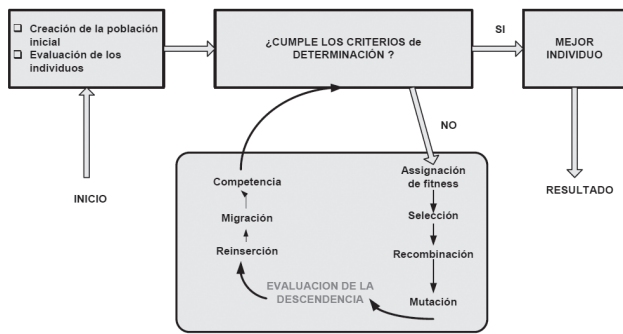 ❑ Creación de la población
inicial
❑ Evaluación de los
individuos
¿CUMPLE LOS CRITERIOS de
DETERMINACIÓN ?
SI
MEJOR
INDIVIDUO
INICIO
NO
RESULTADO
Assignación
de fitness
Selección
Recombinación
Mutación
EVALUACION DE LA
DESCENDENCIA
Reinserción
Migración
Competencia